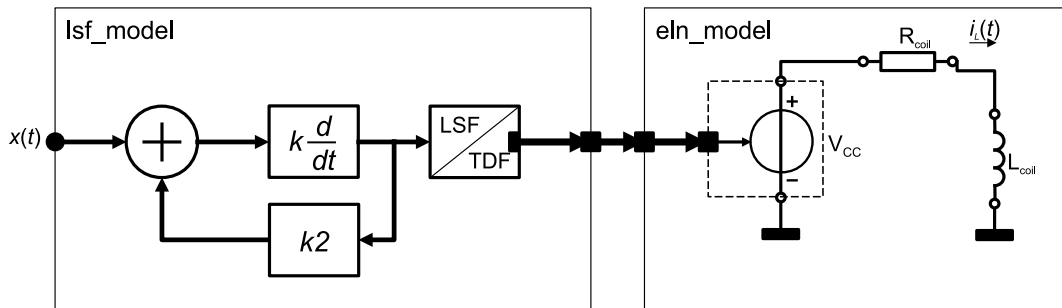 lsf_model
x(t)
+
k d/dt
LSF
TDF
k2
eln_model
R_coil
i_L(t)
+
−
V_CC
L_coil